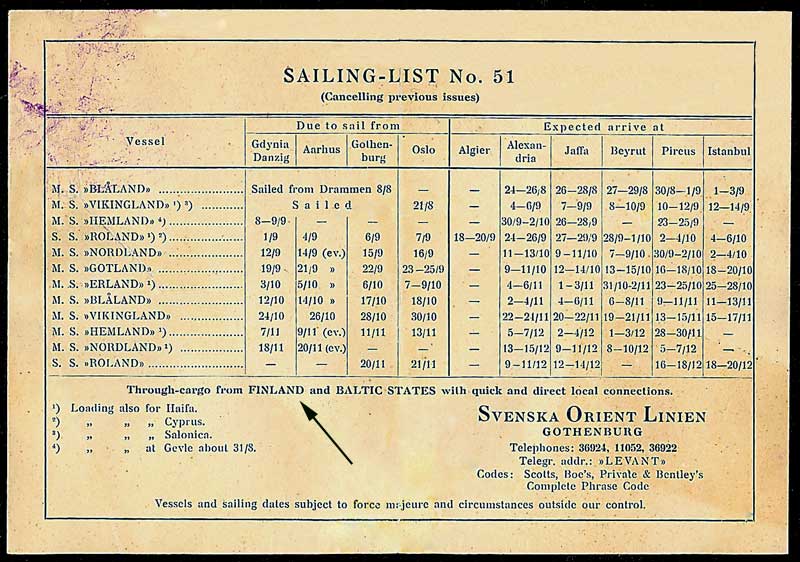 SAILING-LIST No. 51
(Cancelling previous issues)
Vessel Due to sail from Expected arrive at
Gdynia Danzig Aarhus Gothenburg Oslo Algier Alexandria Jaffa Beyrut Pireus Istanbul
M. S. »BLÅLAND» Sailed from Drammen 8/8 — — 24—26/8 26—28/8 27—29/8 30/8—1/9 1—3/9
M. S. »VIKINGLAND» ¹) ³) Sailed 21/8 — 4—6/9 7—9/9 8—10/9 10—12/9 12—14/9
M. S. »HEMLAND» ⁴) 8—9/9 — — — — 30/9—2/10 26—28/9 — 23—25/9
S. S. »ROLAND» ¹) ²) 1/9 4/9 6/9 7/9 18—20/9 24—26/9 27—29/9 28/9—1/10 2—4/10 4—6/10
M. S. »NORDLAND» 12/9 14/9 (ev.) 15/9 16/9 — 11—13/10 9—11/10 7—9/10 30/9—2/10 2—4/10
M. S. »GOTLAND» 19/9 21/9 » 22/9 23—25/9 — 9—11/10 12—14/10 13—15/10 16—18/10 18—20/10
M. S. »ERLAND» ¹) 3/10 5/10 » 6/10 7—9/10 — 4—6/11 1—3/11 31/10-2/11 23—25/10 25—28/10
M. S. »BLÅLAND» 12/10 14/10 » 17/10 18/10 — 2—4/11 4—6/11 6—8/11 9—11/11 11—13/11
M. S. »VIKINGLAND» 24/10 26/10 28/10 30/10 — 22—24/11 20—22/11 19—21/11 13—15/11 15—17/11
M. S. »HEMLAND» ¹) 7/11 9/11 (ev.) 11/11 13/11 — 5—7/12 2—4/12 1—3/12 28—30/11 —
M. S. »NORDLAND» ¹) 18/11 20/11 (ev.) — — — 13—15/12 9—11/12 8—10/12 5—7/12 —
S. S. »ROLAND» — — 20/11 21/11 — 9—11/12 12—14/12 — 16—18/12 18—20/12
Through-cargo from FINLAND and BALTIC STATES with quick and direct local connections.
¹) Loading also for Haifa.
²) „ „ „ Cyprus.
³) „ „ „ Salonica.
⁴) „ „ at Gevle about 31/8.
SVENSKA ORIENT LINIEN
GOTHENBURG
Telephones: 36924, 11052, 36922
Telegr. addr.: »LEVANT»
Codes: Scotts, Boe's, Private & Bentley's
Complete Phrase Code
Vessels and sailing dates subject to force majeure and circumstances outside our control.